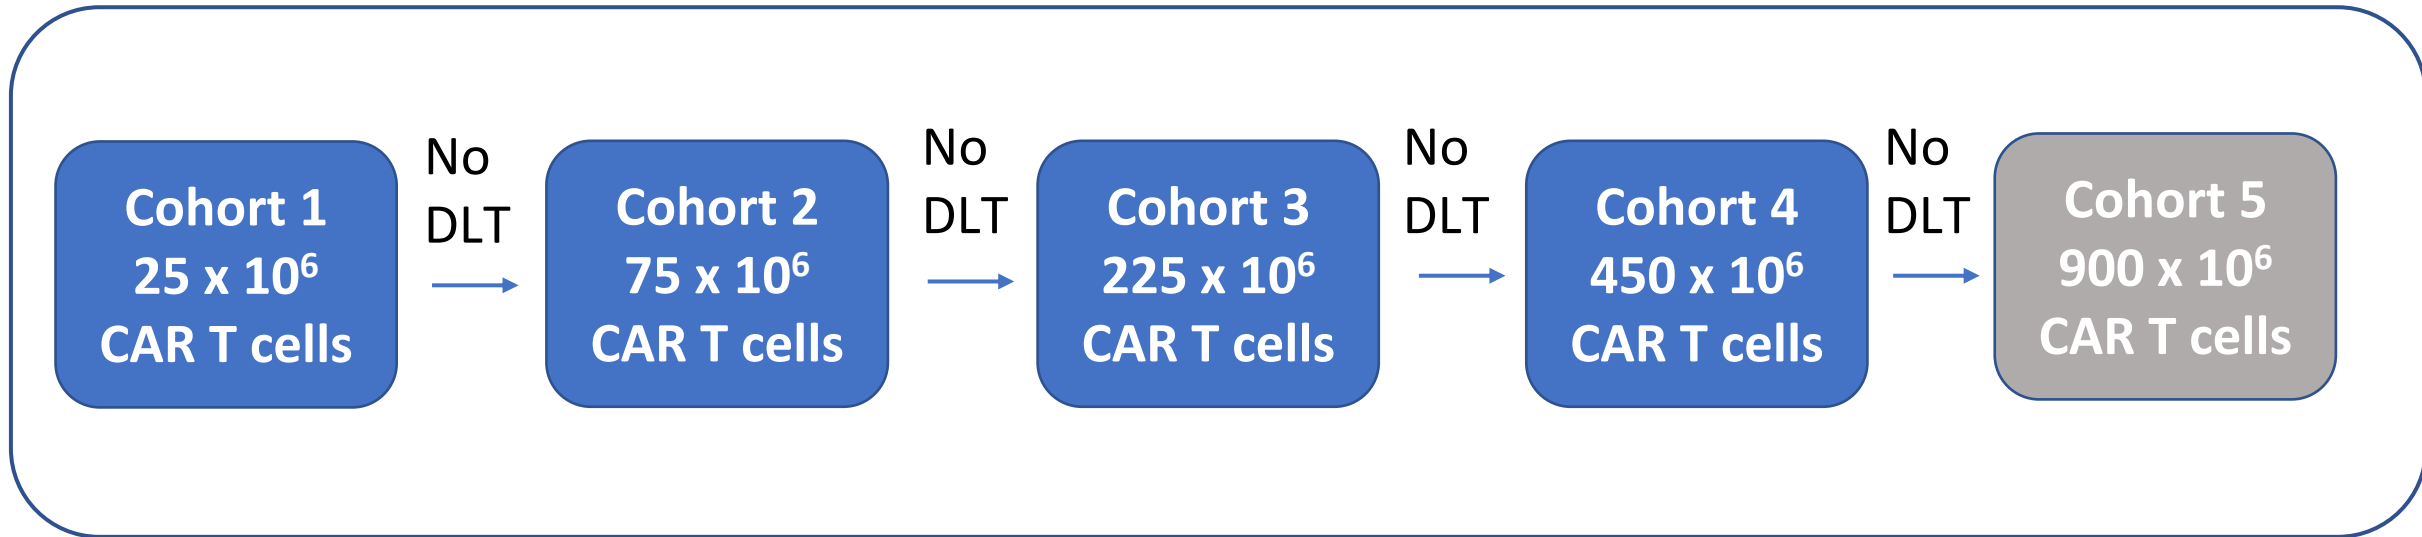 Cohort 1
25 x 10⁶
CAR T cells
No
DLT
Cohort 2
75 x 10⁶
CAR T cells
No
DLT
Cohort 3
225 x 10⁶
CAR T cells
No
DLT
Cohort 4
450 x 10⁶
CAR T cells
No
DLT
Cohort 5
900 x 10⁶
CAR T cells